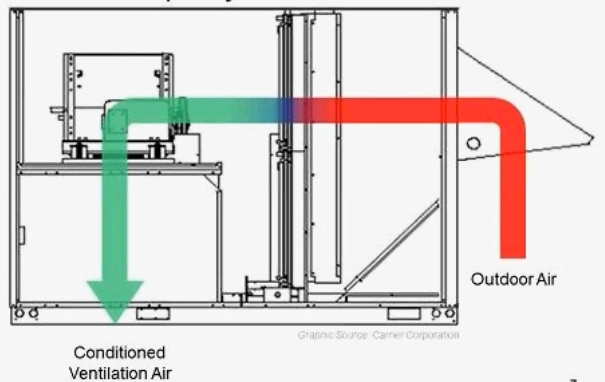 Outdoor Air
Graphic Source: Carrier Corporation
Conditioned
Ventilation Air